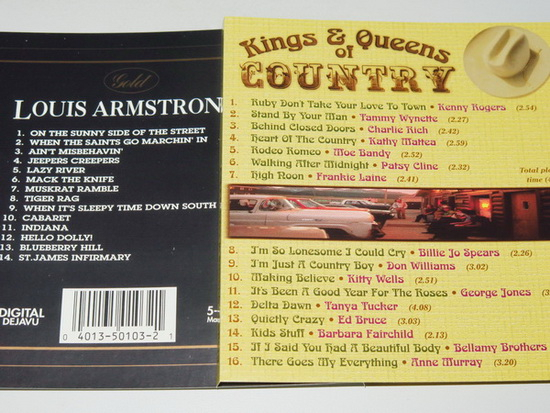 Gold
LOUIS ARMSTRON
1. ON THE SUNNY SIDE OF THE STREET
2. WHEN THE SAINTS GO MARCHIN' IN
3. AIN'T MISBEHAVIN'
4. JEEPERS CREEPERS
5. LAZY RIVER
6. MACK THE KNIFE
7. MUSKRAT RAMBLE
8. TIGER RAG
9. WHEN IT'S SLEEPY TIME DOWN SOUTH
10. CABARET
11. INDIANA
12. HELLO DOLLY!
13. BLUEBERRY HILL
14. ST.JAMES INFIRMARY
DIGITAL
DEJAVU
0 4013-50103-2 1
5-
Kings & Queens
of
COUNTRY
1. Ruby Don't Take Your Love To Town • Kenny Rogers (2.54)
2. Stand By Your Man • Tammy Wynette (2.27)
3. Behind Closed Doors • Charlie Rich (2.42)
4. Heart Of The Country • Kathy Mattea (2.59)
5. Rodeo Romeo • Moe Bandy (2.52)
6. Walking After Midnight • Patsy Cline (2.32)
7. High Noon • Frankie Laine (2.41)
Total pla
time (
8. I'm So Lonesome I Could Cry • Billie Jo Spears (2.26)
9. I'm Just A Country Boy • Don Williams (3.02)
10. Making Believe • Kitty Wells (2.51)
11. It's Been A Good Year For The Roses • George Jones (3
12. Delta Dawn • Tanya Tucker (4.08)
13. Quietly Crazy • Ed Bruce (3.03)
14. Kids Stuff • Barbara Fairchild (2.13)
15. If I Said You Had A Beautiful Body • Bellamy Brothers
16. There Goes My Everything • Anne Murray (3.20)